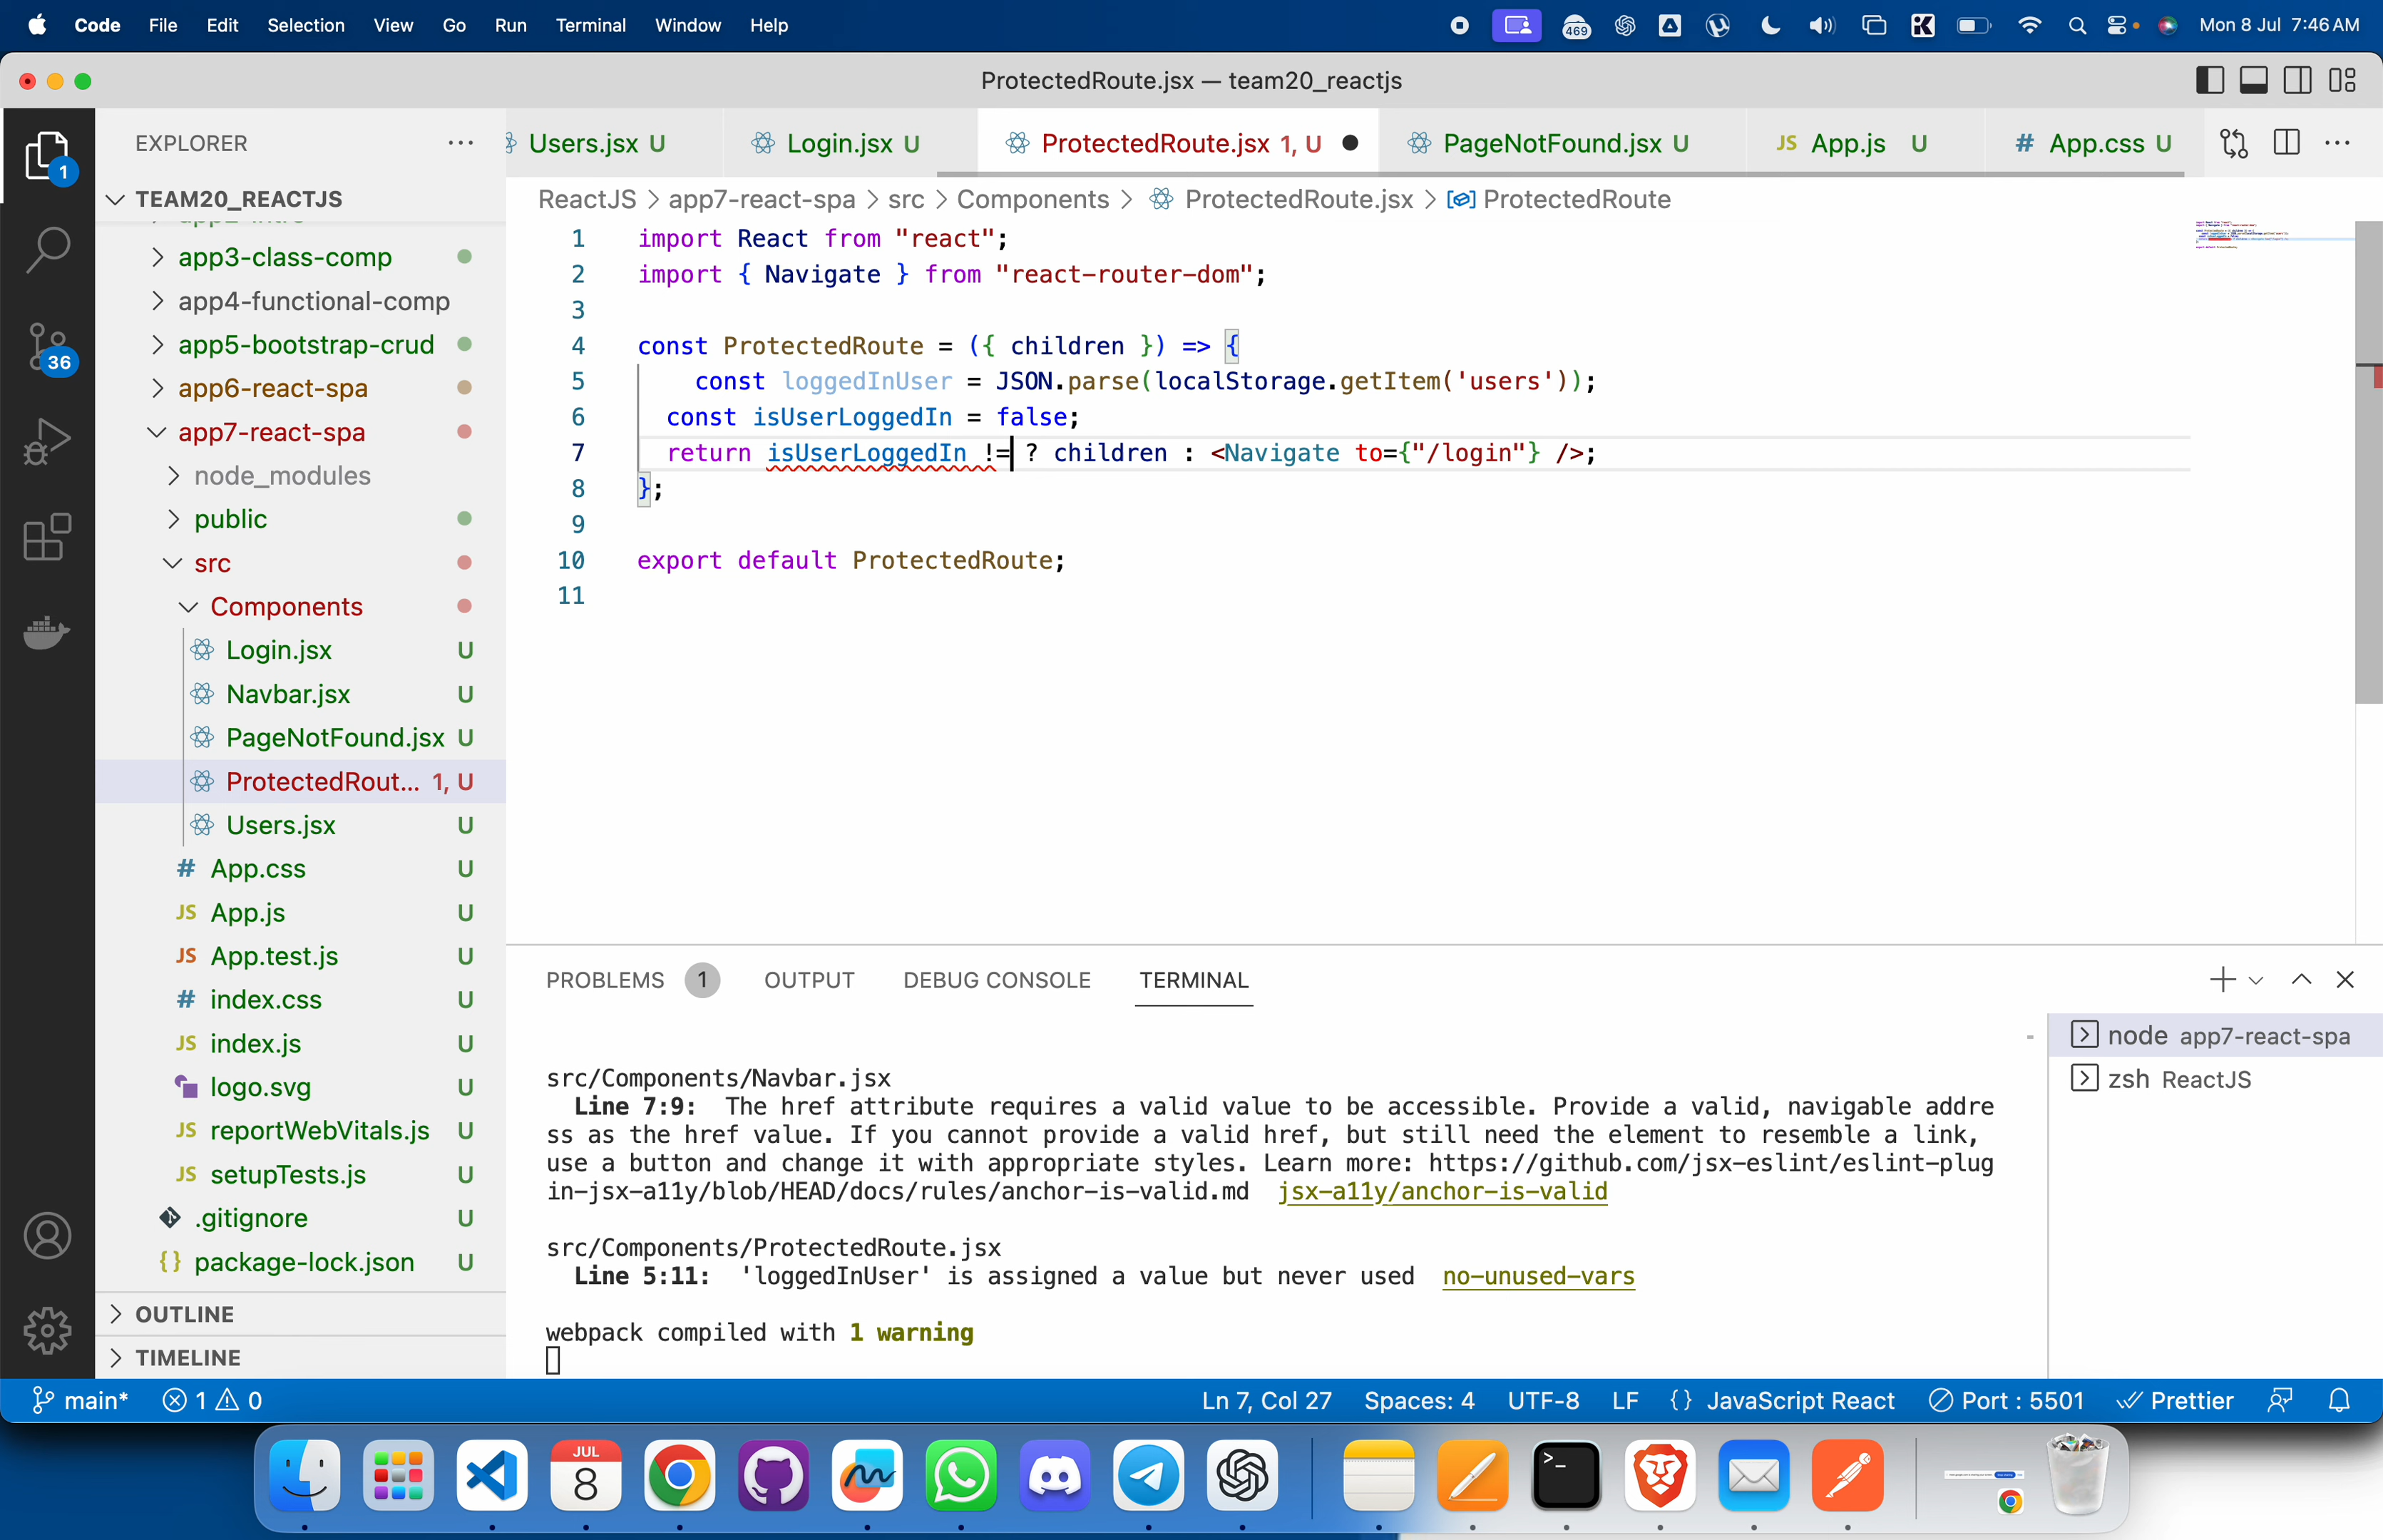 Code File Edit Selection View Go Run Terminal Window Help 469 Mon 8 Jul 7:46 AM
ProtectedRoute.jsx — team20_reactjs
EXPLORER
TEAM20_REACTJS
app3-class-comp
app4-functional-comp
app5-bootstrap-crud
app6-react-spa
app7-react-spa
node_modules
public
src
Components
Login.jsx U
Navbar.jsx U
PageNotFound.jsx U
ProtectedRout... 1, U
Users.jsx U
# App.css U
JS App.js U
JS App.test.js U
# index.css U
JS index.js U
logo.svg U
JS reportWebVitals.js U
JS setupTests.js U
.gitignore U
{} package-lock.json U
OUTLINE
TIMELINE
1
36
Users.jsx U Login.jsx U ProtectedRoute.jsx 1, U PageNotFound.jsx U JS App.js U # App.css U
ReactJS > app7-react-spa > src > Components > ProtectedRoute.jsx > ProtectedRoute
1 import React from "react";
2 import { Navigate } from "react-router-dom";
3
4 const ProtectedRoute = ({ children }) => {
5 const loggedInUser = JSON.parse(localStorage.getItem('users'));
6 const isUserLoggedIn = false;
7 return isUserLoggedIn != ? children : <Navigate to={"/login"} />;
8 };
9
10 export default ProtectedRoute;
11
PROBLEMS 1 OUTPUT DEBUG CONSOLE TERMINAL
src/Components/Navbar.jsx
Line 7:9: The href attribute requires a valid value to be accessible. Provide a valid, navigable addre
ss as the href value. If you cannot provide a valid href, but still need the element to resemble a link,
use a button and change it with appropriate styles. Learn more: https://github.com/jsx-eslint/eslint-plug
in-jsx-a11y/blob/HEAD/docs/rules/anchor-is-valid.md jsx-a11y/anchor-is-valid
src/Components/ProtectedRoute.jsx
Line 5:11: 'loggedInUser' is assigned a value but never used no-unused-vars
webpack compiled with 1 warning
node app7-react-spa
zsh ReactJS
main* 1 0 Ln 7, Col 27 Spaces: 4 UTF-8 LF {} JavaScript React Port : 5501 Prettier
JUL
8